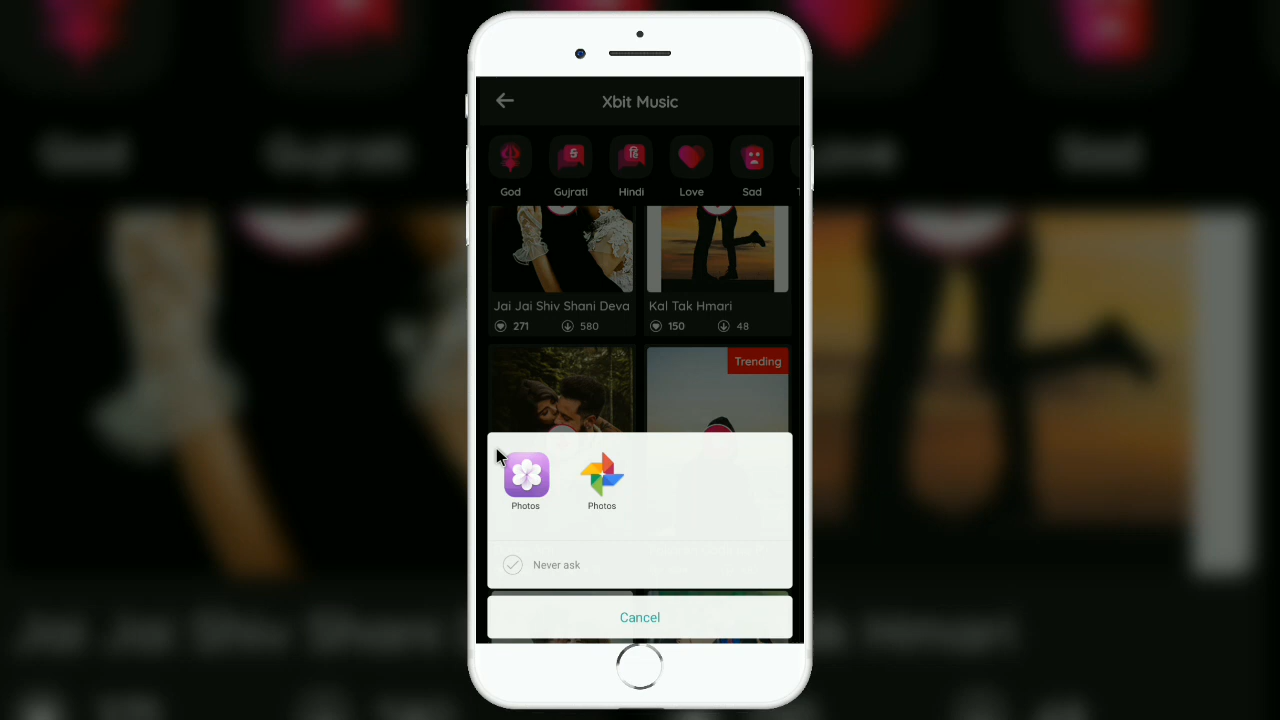 Xbit Music
God
Gujrati
Hindi
Love
Sad
Jai Jai Shiv Shani Deva
Kal Tak Hmari
271
580
150
48
Trending
Photos
Photos
Never ask
Cancel